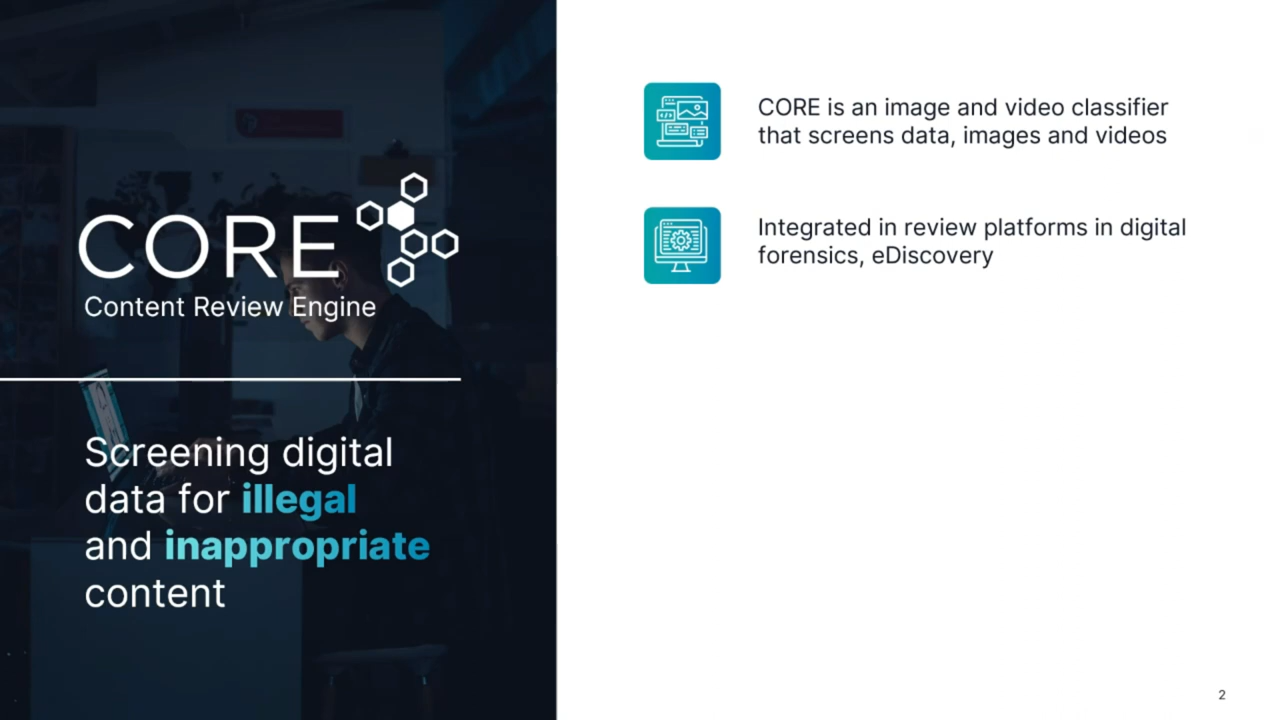 CORE
Content Review Engine
Screening digital
data for illegal
and inappropriate
content
CORE is an image and video classifier
that screens data, images and videos
Integrated in review platforms in digital
forensics, eDiscovery
2